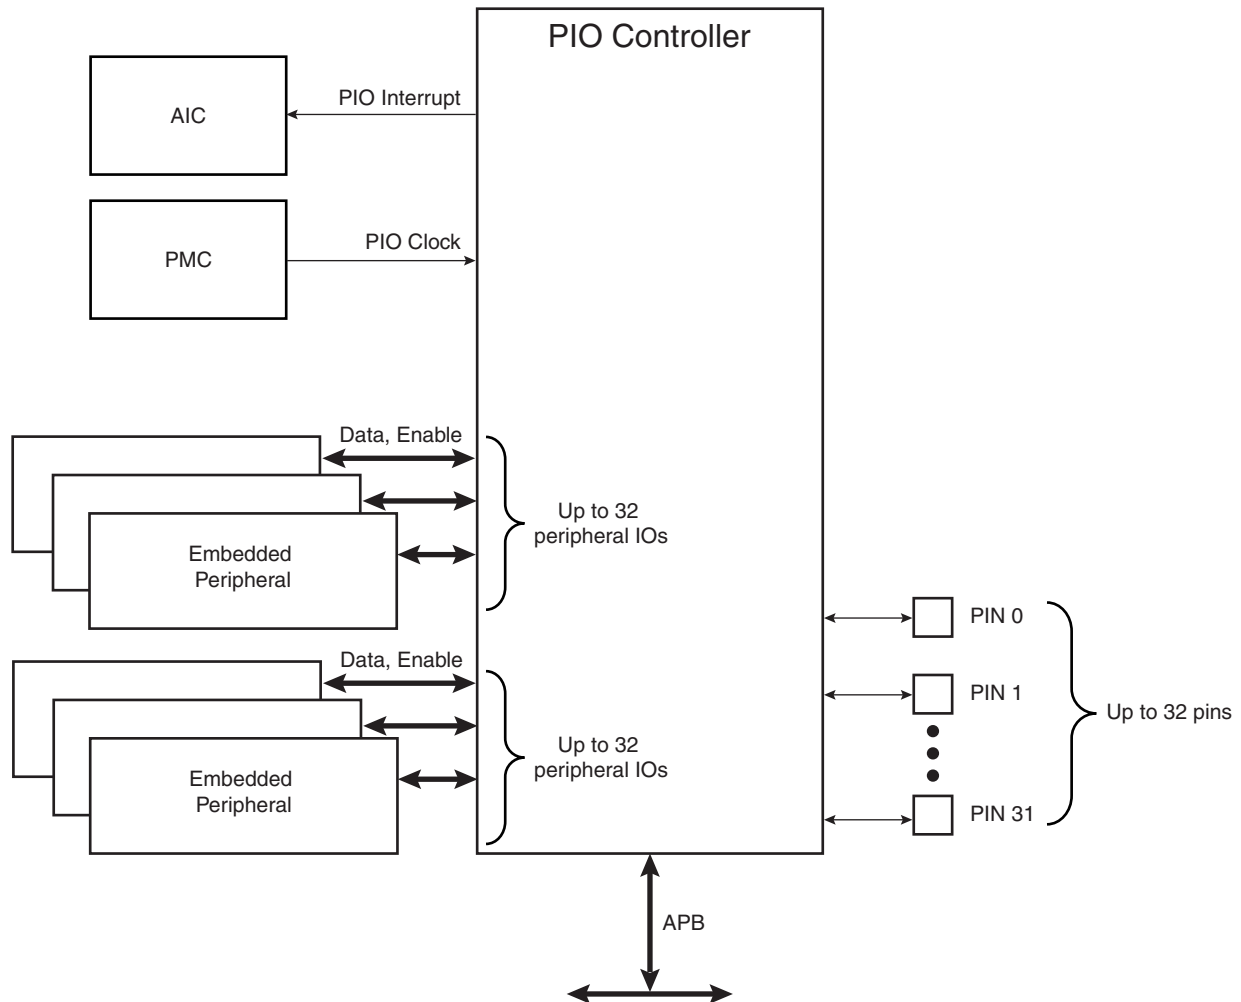 PIO Controller
AIC
PIO Interrupt
PMC
PIO Clock
Data, Enable
Up to 32
peripheral IOs
Embedded
Peripheral
Data, Enable
Up to 32
peripheral IOs
Embedded
Peripheral
PIN 0
PIN 1
Up to 32 pins
PIN 31
APB